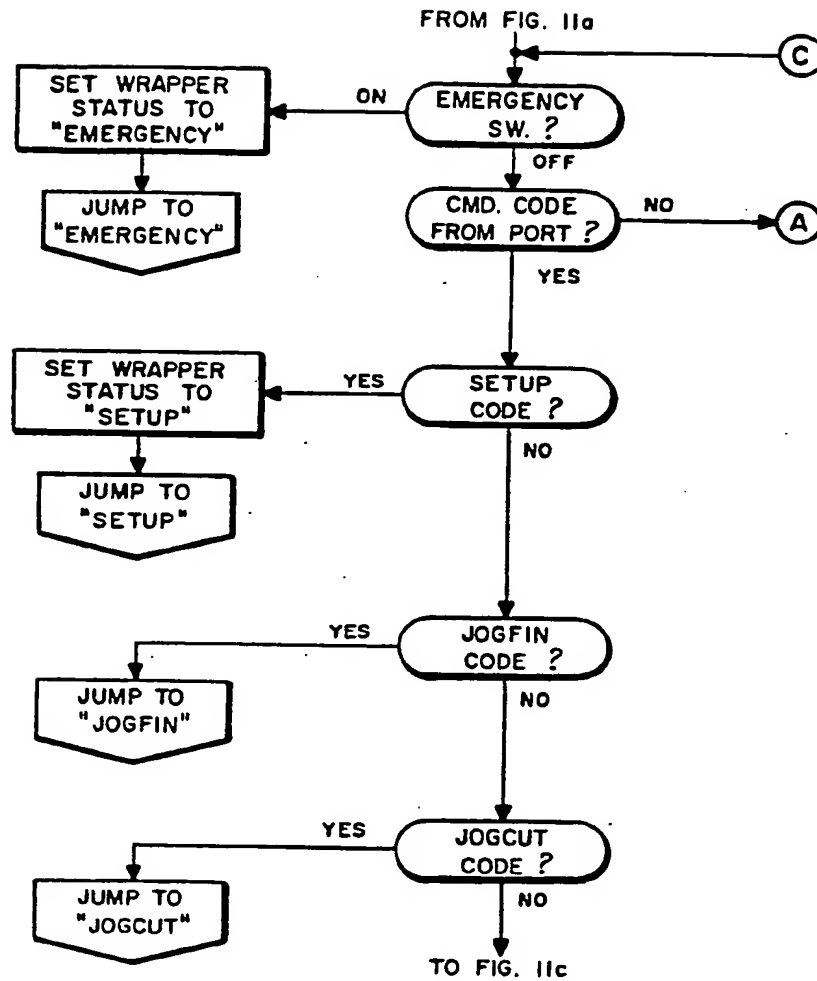 FROM FIG. 11a
C
SET WRAPPER
STATUS TO
"EMERGENCY"
ON
EMERGENCY
SW. ?
OFF
JUMP TO
"EMERGENCY"
CMD. CODE
FROM PORT ?
NO
A
YES
SET WRAPPER
STATUS TO
"SETUP"
YES
SETUP
CODE ?
NO
JUMP TO
"SETUP"
YES
JOGFIN
CODE ?
NO
JUMP TO
"JOGFIN"
YES
JOGCUT
CODE ?
NO
JUMP TO
"JOGCUT"
TO FIG. 11c